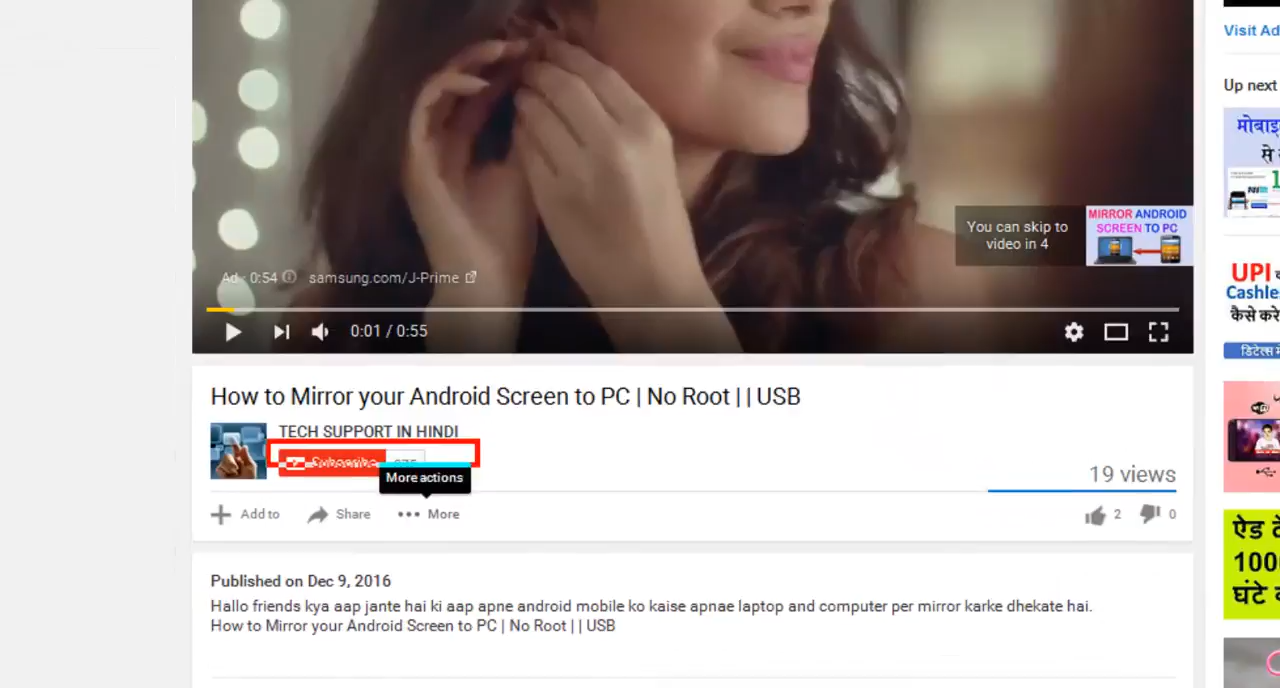 Visit Ad
Up next
मोबाइ
से
You can skip to
video in 4
MIRROR ANDROID
SCREEN TO PC
Ad · 0:54
samsung.com/J-Prime
0:01 / 0:55
UPI
Cashle
कैसे करे
डिटेल्स में
How to Mirror your Android Screen to PC | No Root | | USB
TECH SUPPORT IN HINDI
Subscribe
More actions
19 views
Add to
Share
More
2
0
ऐड
100
घंटे
Published on Dec 9, 2016
Hallo friends kya aap jante hai ki aap apne android mobile ko kaise apnae laptop and computer per mirror karke dhekate hai.
How to Mirror your Android Screen to PC | No Root | | USB